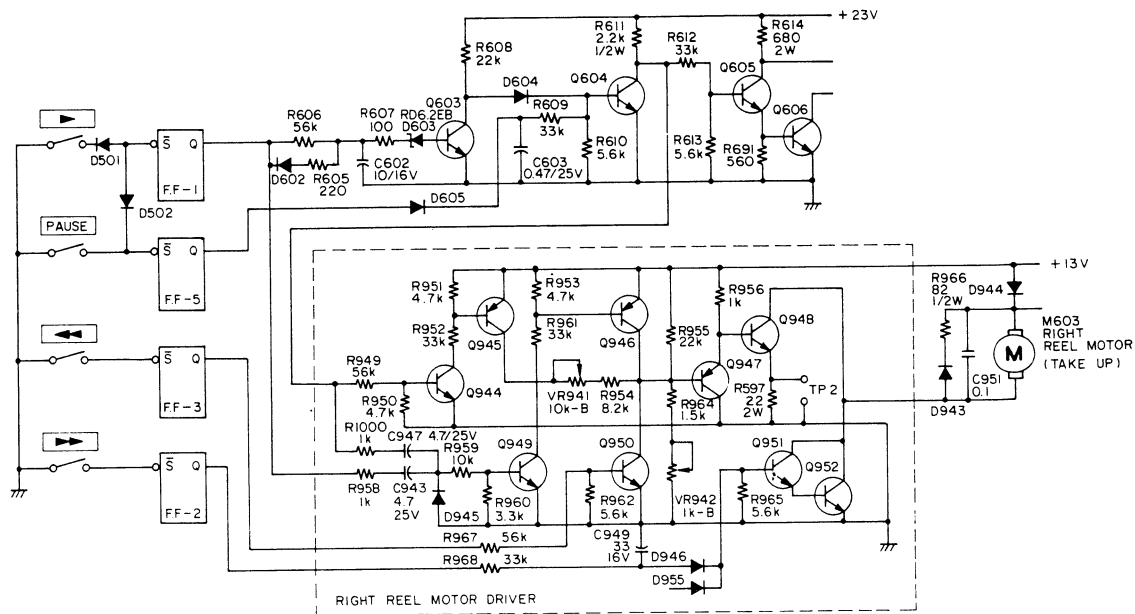 +23V
R608
22k
R611
2.2k
1/2W
R612
33k
R614
680
2W
D604
Q604
Q605
Q606
R606
56k
R607
100
Q603
RD6.2EB
D603
R609
33k
D602
R605
220
C602
10/16V
C603
0.47/25V
R610
5.6k
R613
5.6k
R691
560
D605
D501
D502
S̅ Q
F.F-1
PAUSE
S̅ Q
F.F-5
S̅ Q
F.F-3
S̅ Q
F.F-2
+13V
R951
4.7k
R953
4.7k
R956
1k
R966
82
1/2W
D944
R952
33k
R961
33k
Q945
Q946
R955
22k
Q947
Q948
M603
RIGHT
REEL MOTOR
(TAKE UP)
M
R949
56k
R950
4.7k
Q944
VR941
10k-B
R954
8.2k
R964
1.5k
R597
22
2W
TP2
C951
0.1
D943
R1000
1k
C947
4.7/25V
R959
10k
Q949
Q950
Q951
Q952
R958
1k
C943
4.7
25V
D945
R960
3.3k
R962
5.6k
VR942
1k-B
R965
5.6k
R967
56k
R968
33k
C949
33
16V
D946
D955
RIGHT REEL MOTOR DRIVER